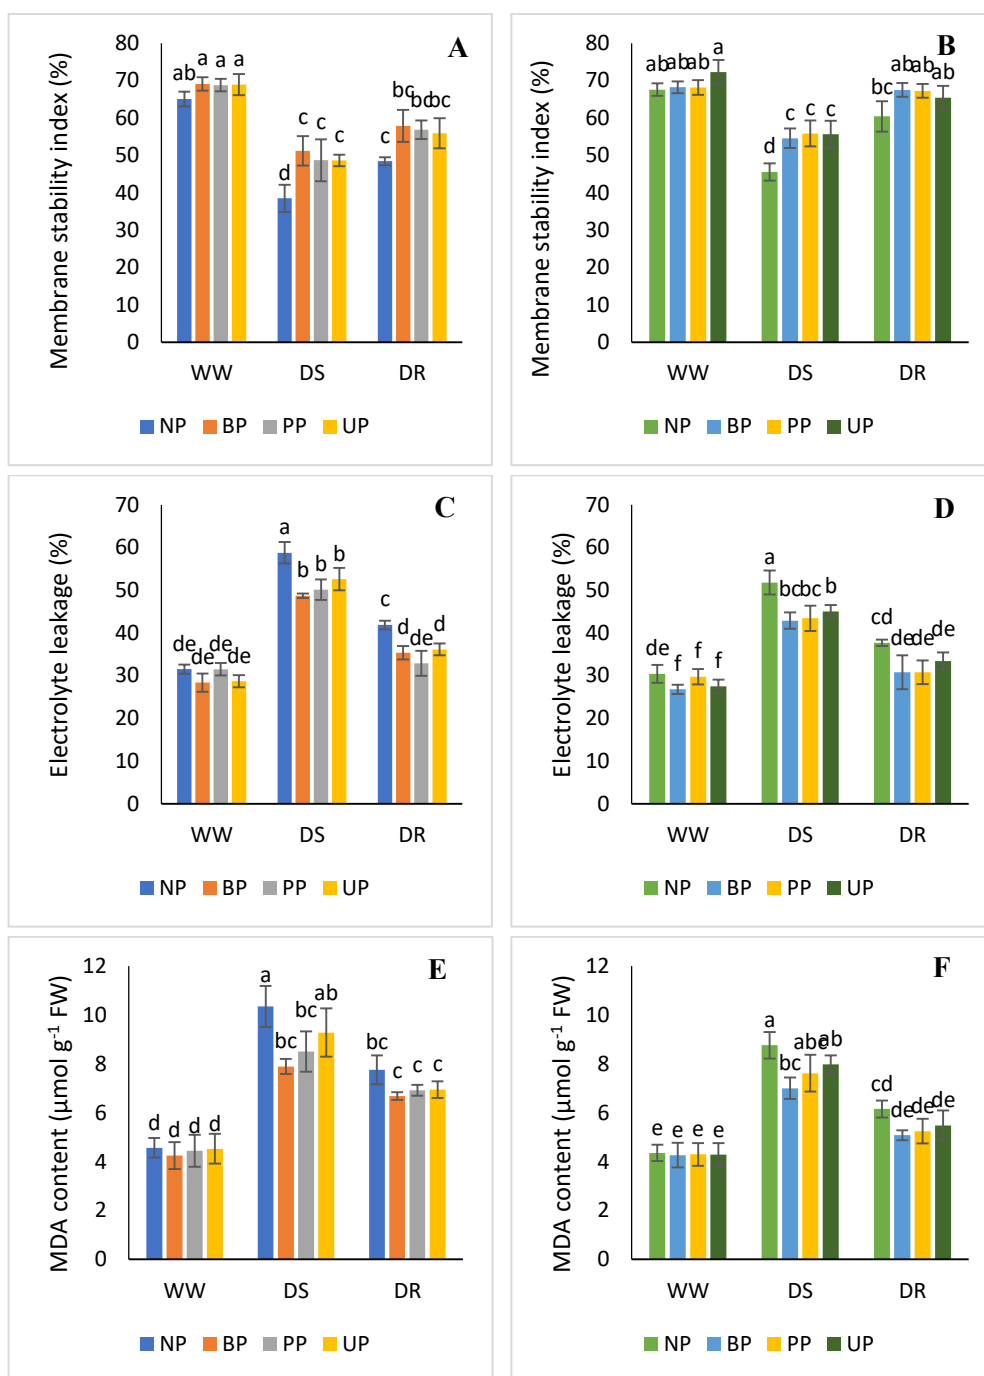 A
Membrane stability index (%)
80
70
60
50
40
30
20
10
0
ab a a a
d c c c
c bc bc bc
WW DS DR
NP BP PP UP
B
Membrane stability index (%)
80
70
60
50
40
30
20
10
0
ab ab ab a
d c c c
bc ab ab ab
WW DS DR
NP BP PP UP
C
Electrolyte leakage (%)
70
60
50
40
30
20
10
0
de de de de
a b b b
c d de d
WW DS DR
NP BP PP UP
D
Electrolyte leakage (%)
70
60
50
40
30
20
10
0
de f f f
a bc bc b
cd de de de
WW DS DR
NP BP PP UP
E
MDA content (µmol g⁻¹ FW)
12
10
8
6
4
2
0
d d d d
a bc bc ab
bc c c c
WW DS DR
NP BP PP UP
F
MDA content (µmol g⁻¹ FW)
12
10
8
6
4
2
0
e e e e
a bc abc ab
cd de de de
WW DS DR
NP BP PP UP